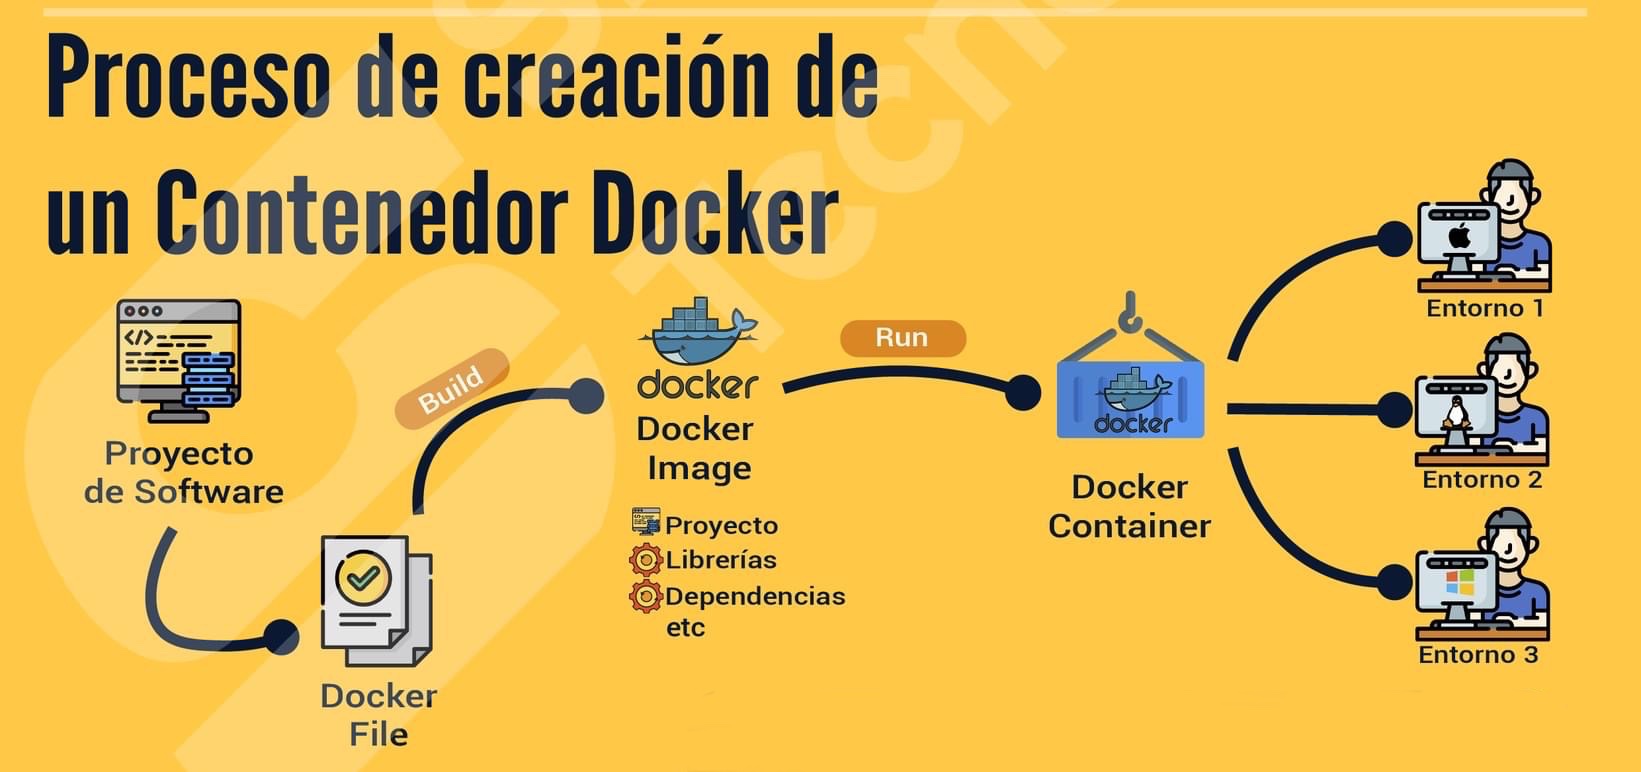 Proceso de creación de
un Contenedor Docker
</>
Proyecto
de Software
Docker
File
Build
docker
Docker
Image
Proyecto
Librerías
Dependencias
etc
Run
docker
Docker
Container
Entorno 1
Entorno 2
Entorno 3